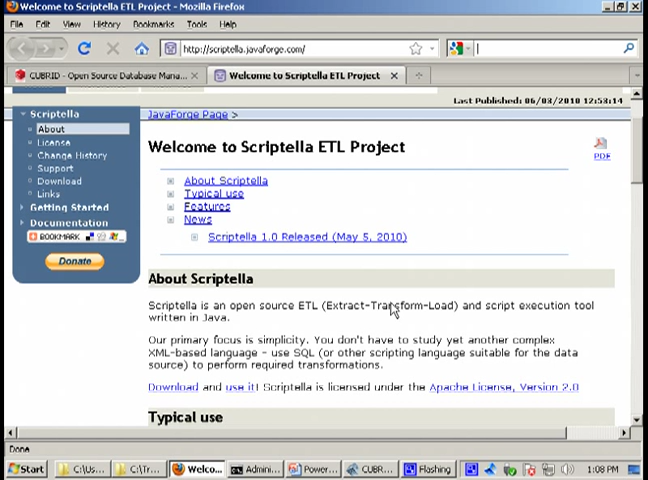 Welcome to Scriptella ETL Project - Mozilla Firefox
File Edit View History Bookmarks Tools Help
http://scriptella.javaforge.com/
CUBRID - Open Source Database Mana...
Welcome to Scriptella ETL Project
Last Published: 06/03/2010 12:53:14
Scriptella
About
License
Change History
Support
Download
Links
Getting Started
Documentation
BOOKMARK
Donate
JavaForge Page >
Welcome to Scriptella ETL Project
PDF
About Scriptella
Typical use
Features
News
Scriptella 1.0 Released (May 5, 2010)
About Scriptella
Scriptella is an open source ETL (Extract-Transform-Load) and script execution tool
written in Java.
Our primary focus is simplicity. You don't have to study yet another complex
XML-based language - use SQL (or other scripting language suitable for the data
source) to perform required transformations.
Download and use it! Scriptella is licensed under the Apache License, Version 2.0
Typical use
Done
Start C:\Us... C:\Tr... Welco... Admini... Power... CUBR... Flashing 1:08 PM